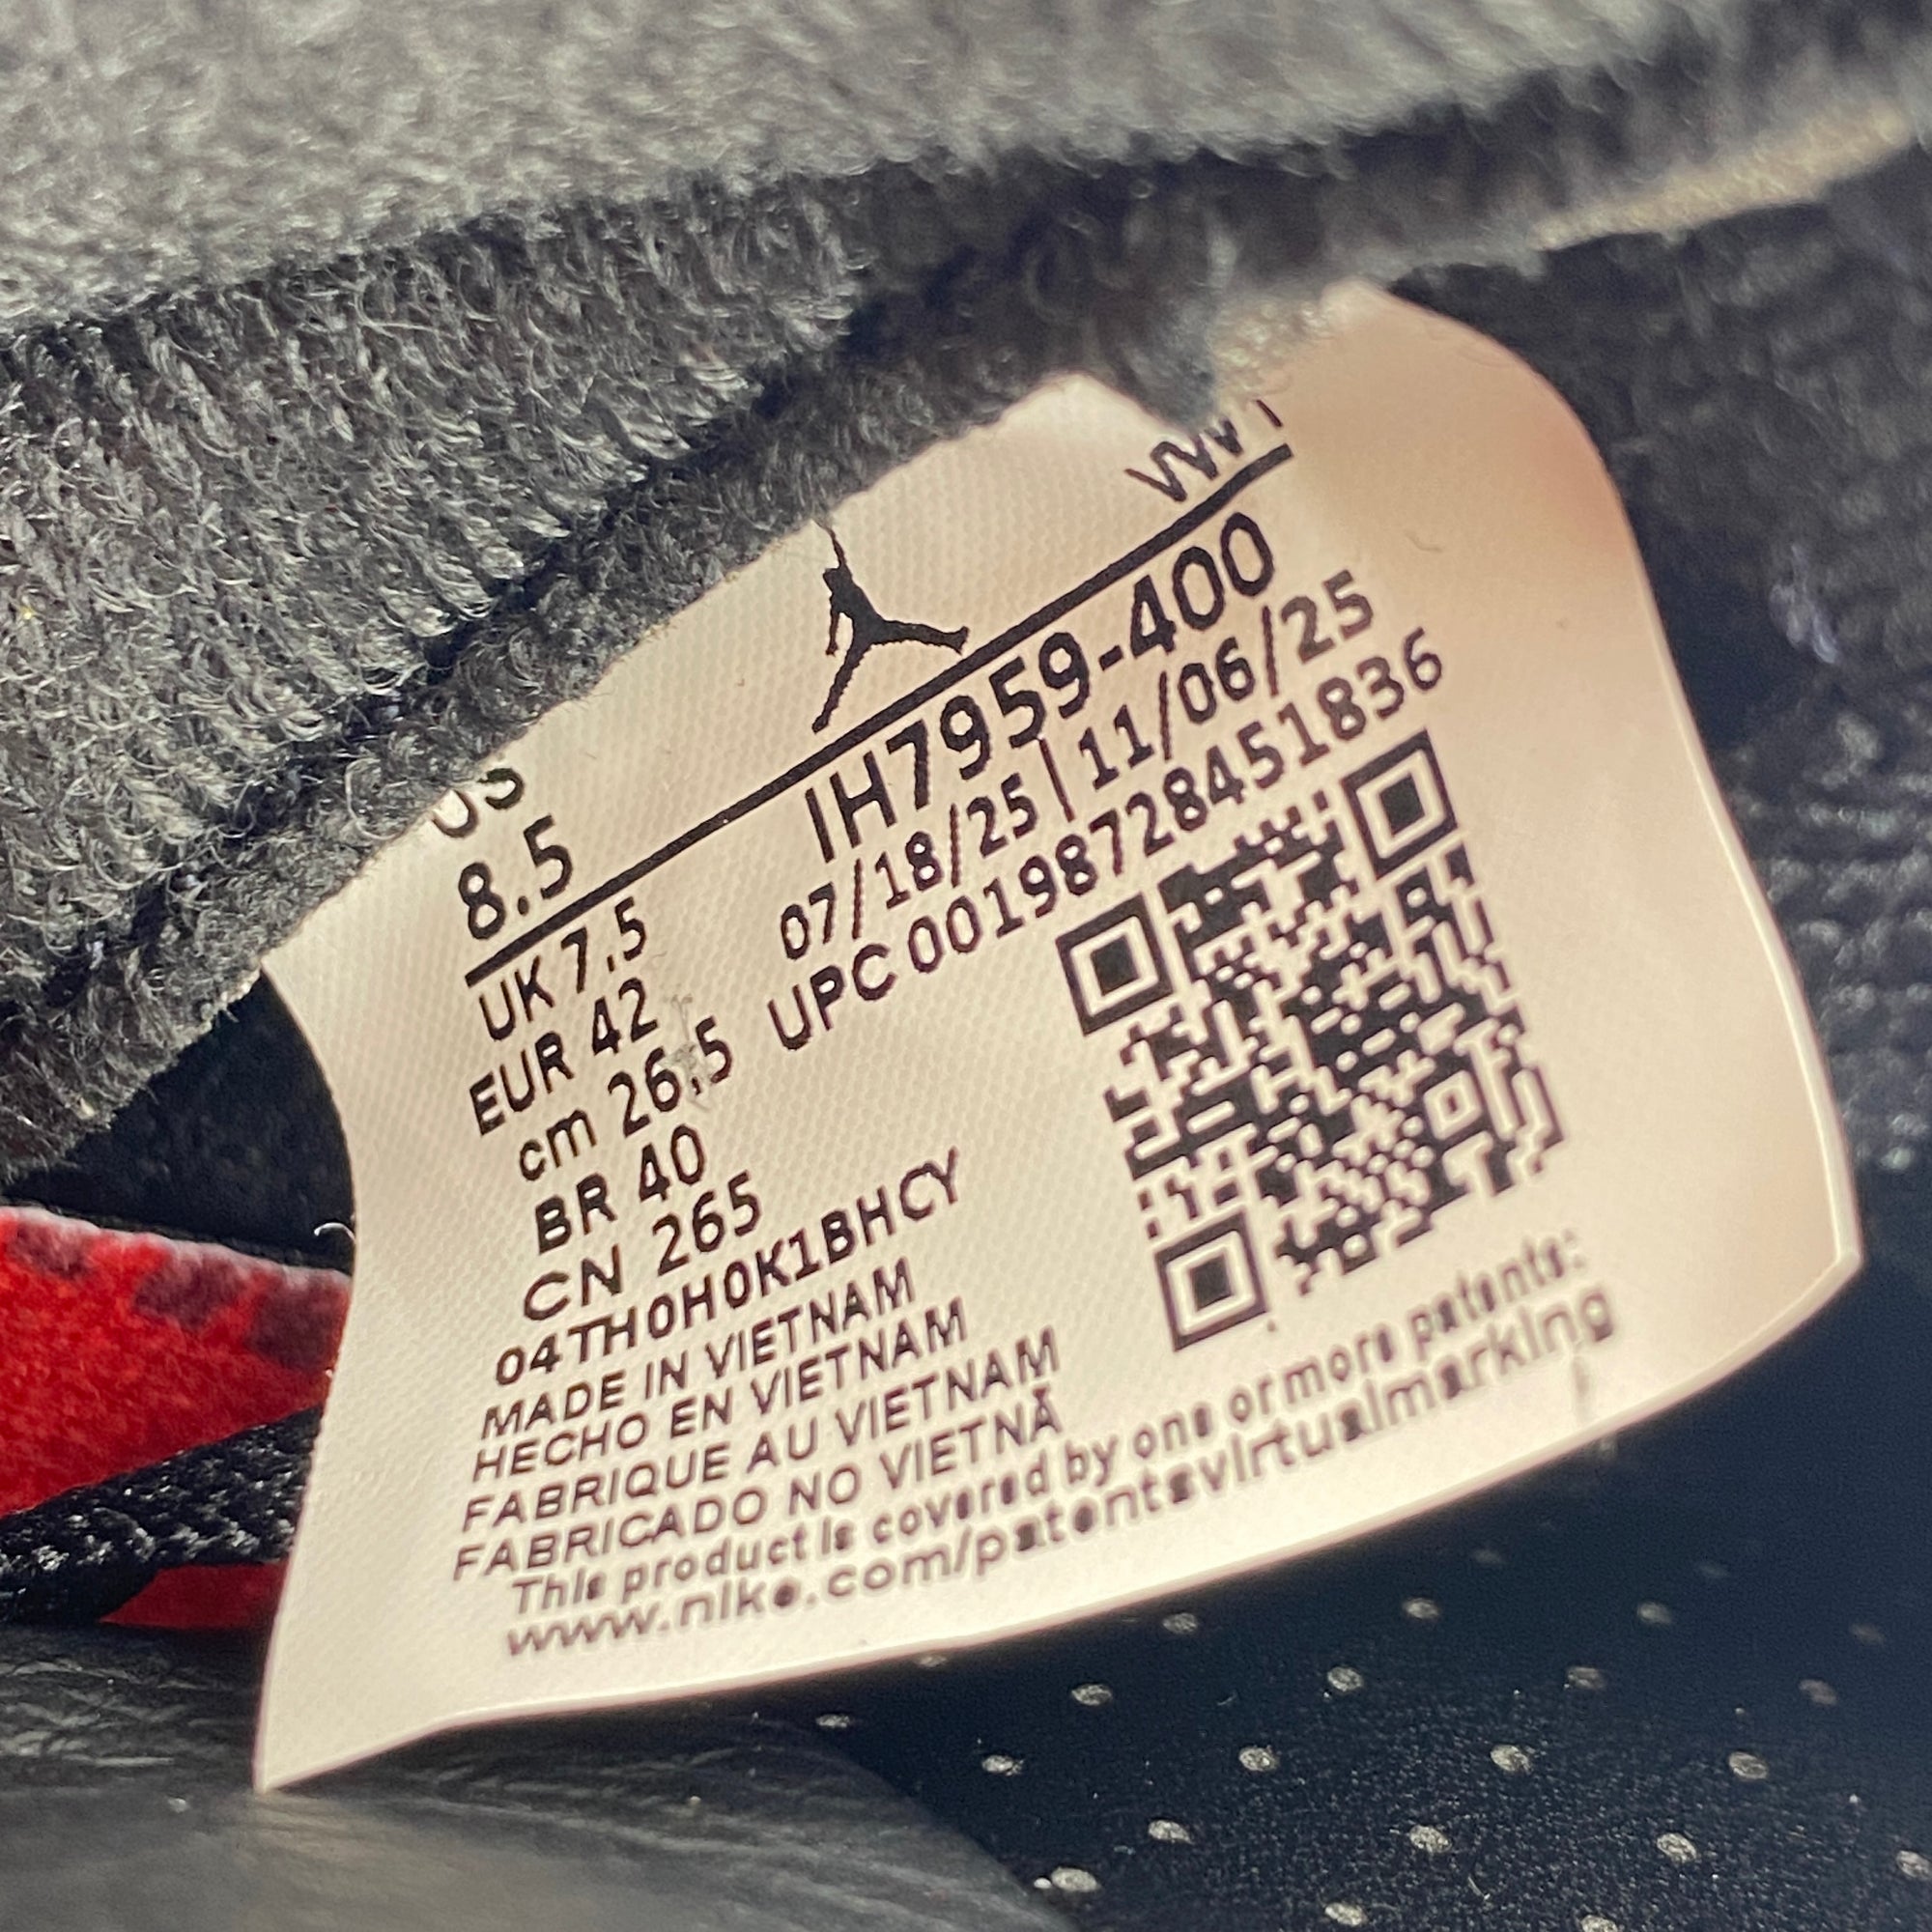 US
8.5
IH7959-400
UK 7.5
07/18/25 | 11/06/25
EUR 42
UPC 00198728451836
cm 26.5
BR 40
CN 265
04TH0H0K1BHCY
MADE IN VIETNAM
HECHO EN VIETNAM
FABRIQUE AU VIETNAM
FABRICADO NO VIETNÃ
This product is covered by one or more patents:
www.nike.com/patentsvirtualmarking